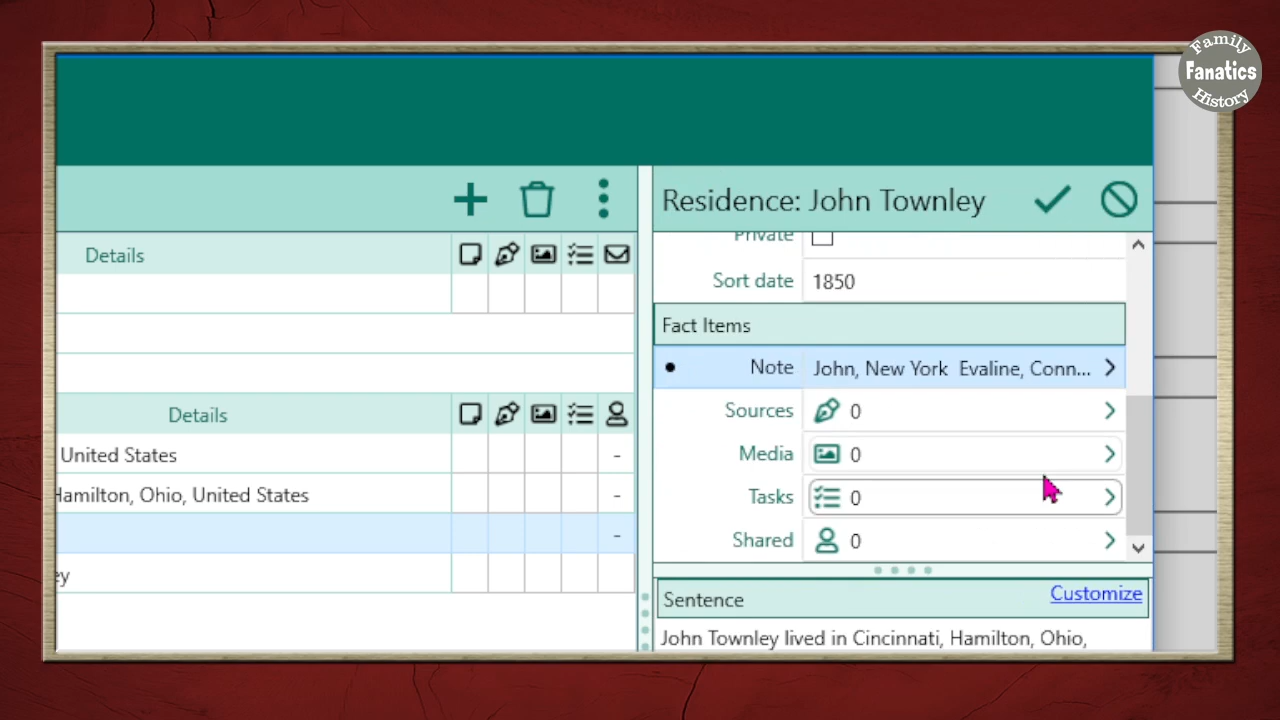 Family
Fanatics
History
Residence: John Townley
Details
Private
Sort date 1850
Fact Items
Note John, New York Evaline, Conn...
Sources 0
Media 0
Tasks 0
Shared 0
Details
United States -
Hamilton, Ohio, United States -
-
ey
Sentence Customize
John Townley lived in Cincinnati, Hamilton, Ohio,